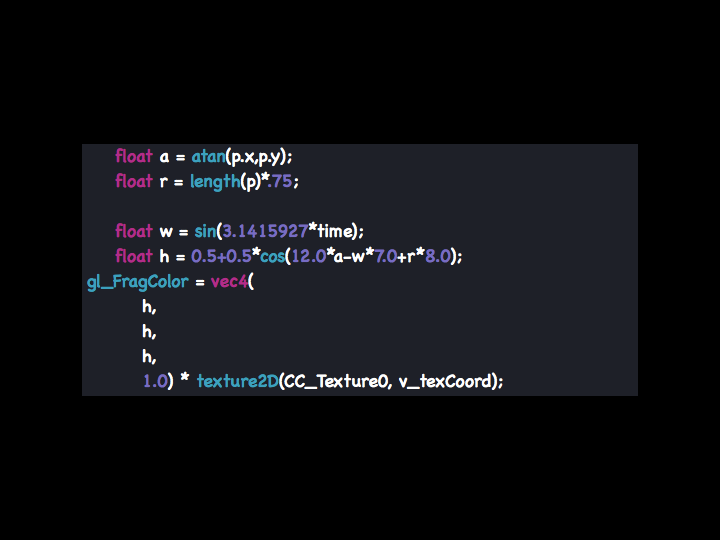 float a = atan(p.x,p.y);
float r = length(p)*.75;
float w = sin(3.1415927*time);
float h = 0.5+0.5*cos(12.0*a-w*7.0+r*8.0);
gl_FragColor = vec4(
h,
h,
h,
1.0) * texture2D(CC_Texture0, v_texCoord);